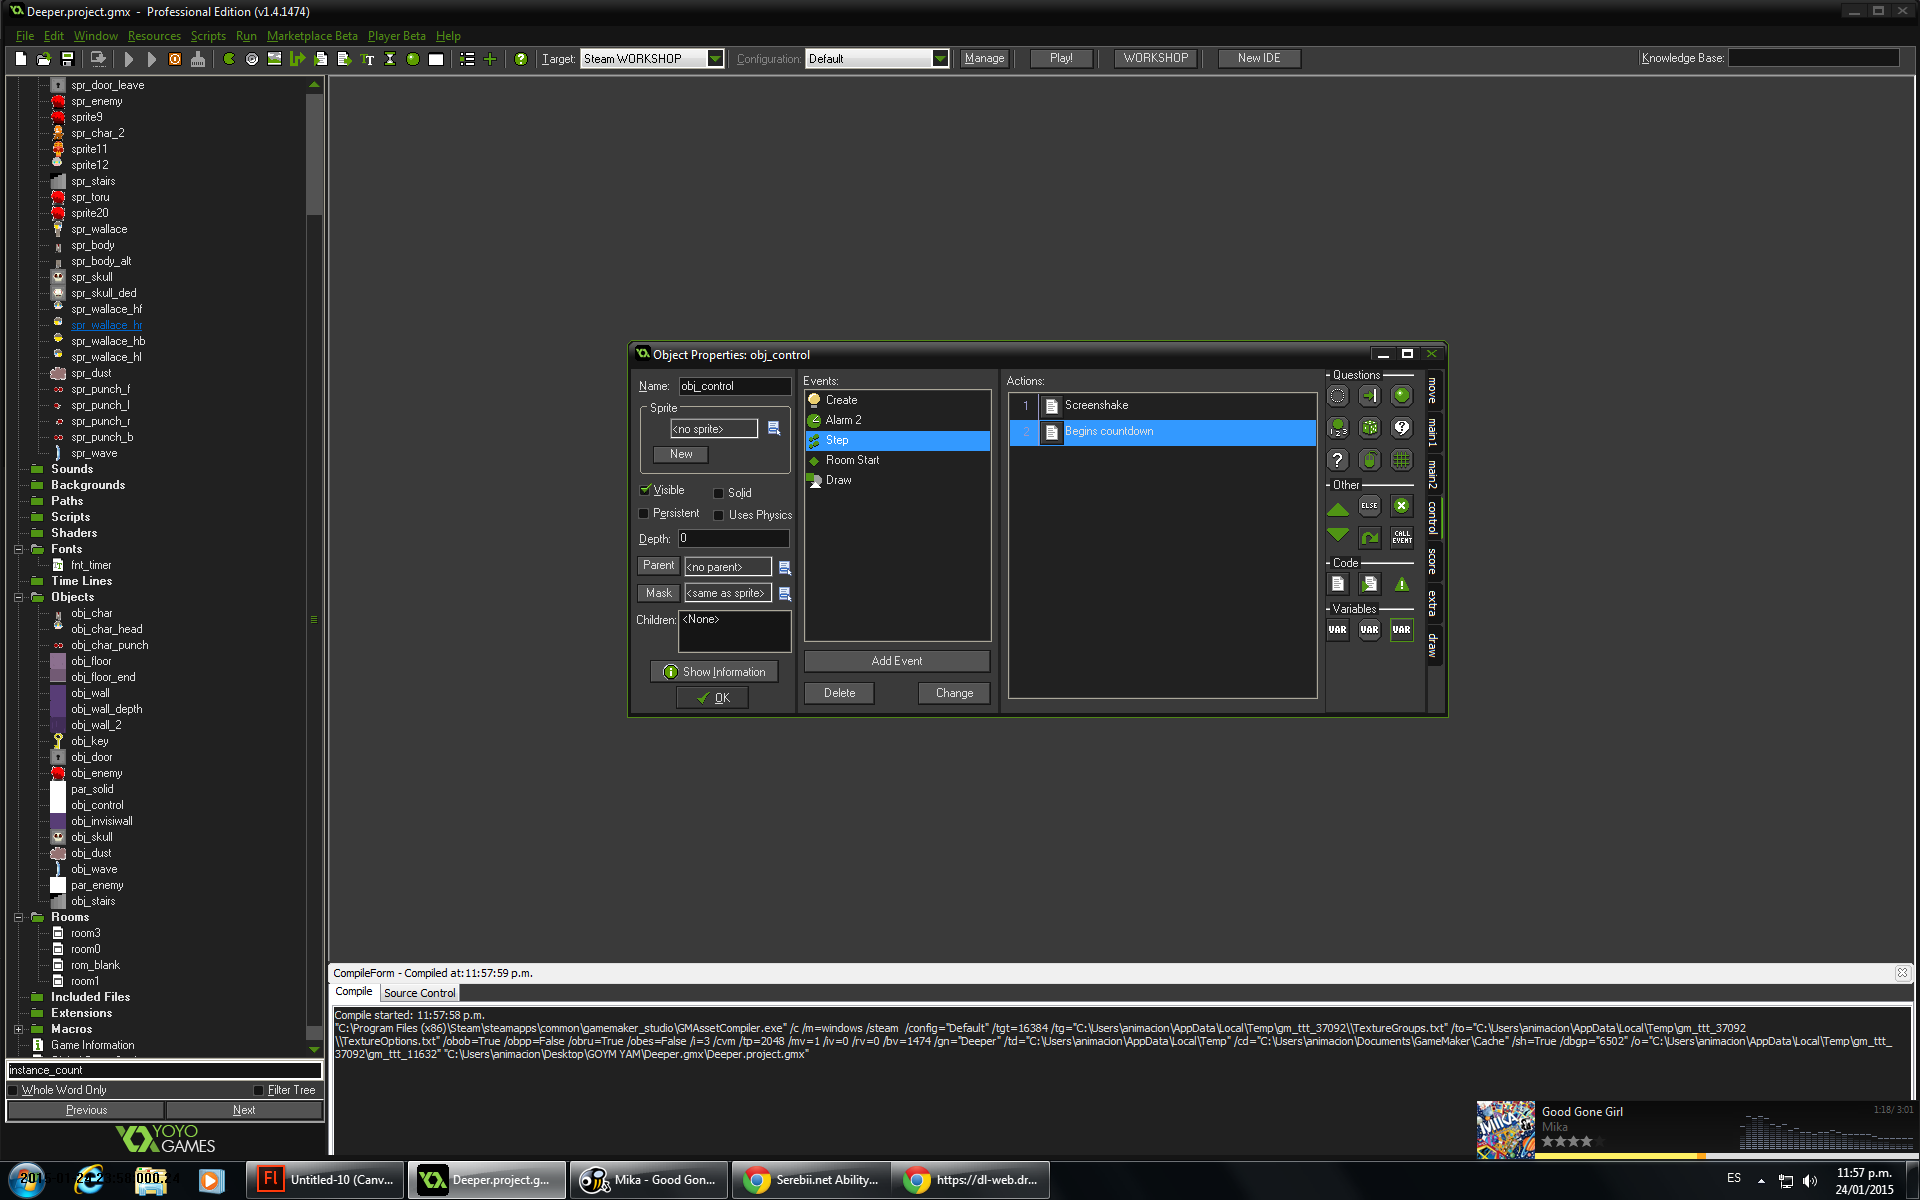 Deeper.project.gmx - Professional Edition (v1.4.1474)
File Edit Window Resources Scripts Run Marketplace Beta Player Beta Help
Target: Steam WORKSHOP Configuration: Default Manage Play! WORKSHOP New IDE Knowledge Base:
spr_door_leave
spr_enemy
sprite9
spr_char_2
sprite11
sprite12
spr_stairs
spr_toru
sprite20
spr_wallace
spr_body
spr_body_alt
spr_skull
spr_skull_ded
spr_wallace_hf
spr_wallace_hr
spr_wallace_hb
spr_wallace_hl
spr_dust
spr_punch_f
spr_punch_l
spr_punch_r
spr_punch_b
spr_wave
Sounds
Backgrounds
Paths
Scripts
Shaders
Fonts
fnt_timer
Time Lines
Objects
obj_char
obj_char_head
obj_char_punch
obj_floor
obj_floor_end
obj_wall
obj_wall_depth
obj_wall_2
obj_key
obj_door
obj_enemy
par_solid
obj_control
obj_invisiwall
obj_skull
obj_dust
obj_wave
par_enemy
obj_stairs
Rooms
room3
room0
rom_blank
room1
Included Files
Extensions
Macros
Game Information
instance_count
Whole Word Only Filter Tree
Previous Next
YOYO GAMES
Object Properties: obj_control
Name: obj_control
Sprite
<no sprite>
New
Visible Solid
Persistent Uses Physics
Depth: 0
Parent <no parent>
Mask <same as sprite>
Children: <None>
Show Information
OK
Events:
Create
Alarm 2
Step
Room Start
Draw
Add Event
Delete Change
Actions:
1 Screenshake
2 Begins countdown
Questions
Other
ELSE
CALL EVENT
Code
Variables
VAR VAR VAR
move
main1
main2
control
score
extra
draw
CompileForm - Compiled at: 11:57:59 p.m.
Compile Source Control
Compile started: 11:57:58 p.m.
"C:\Program Files (x86)\Steam\steamapps\common\gamemaker_studio\GMAssetCompiler.exe" /c /m=windows /steam /config="Default" /tgt=16384 /tg="C:\Users\animacion\AppData\Local\Temp\gm_ttt_37092\\TextureGroups.txt" /to="C:\Users\animacion\AppData\Local\Temp\gm_ttt_37092
\\TextureOptions.txt" /obob=True /obpp=False /obru=True /obes=False /i=3 /cvm /tp=2048 /mv=1 /iv=0 /rv=0 /bv=1474 /gn="Deeper" /td="C:\Users\animacion\AppData\Local\Temp" /cd="C:\Users\animacion\Documents\GameMaker\Cache" /sh=True /dbgp="6502" /o="C:\Users\animacion\AppData\Local\Temp\gm_ttt_
37092\gm_ttt_11632" "C:\Users\animacion\Desktop\GOYM YAM\Deeper.gmx\Deeper.project.gmx"
Good Gone Girl 1:18/ 3:01
Mika
MIKA
Untitled-10 (Canv...
Deeper.project.g...
Mika - Good Gon...
Serebii.net Ability...
https://dl-web.dr...
ES
11:57 p.m.
24/01/2015